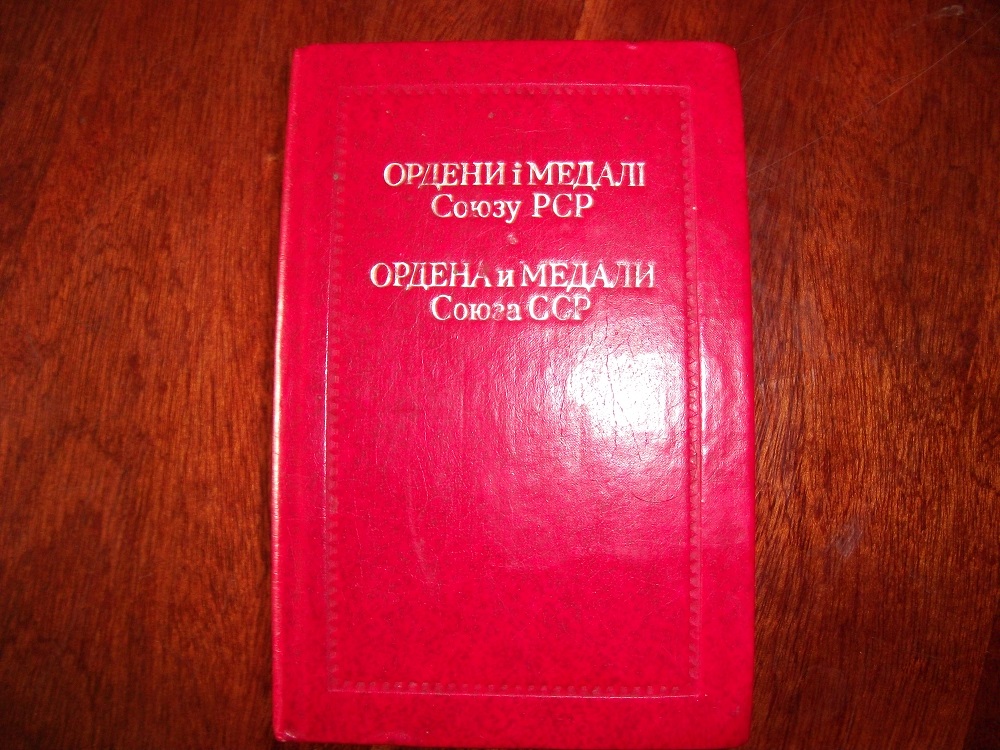 ОРДЕНИ і МЕДАЛІ
Союзу РСР
ОРДЕНА и МЕДАЛИ
Союза ССР